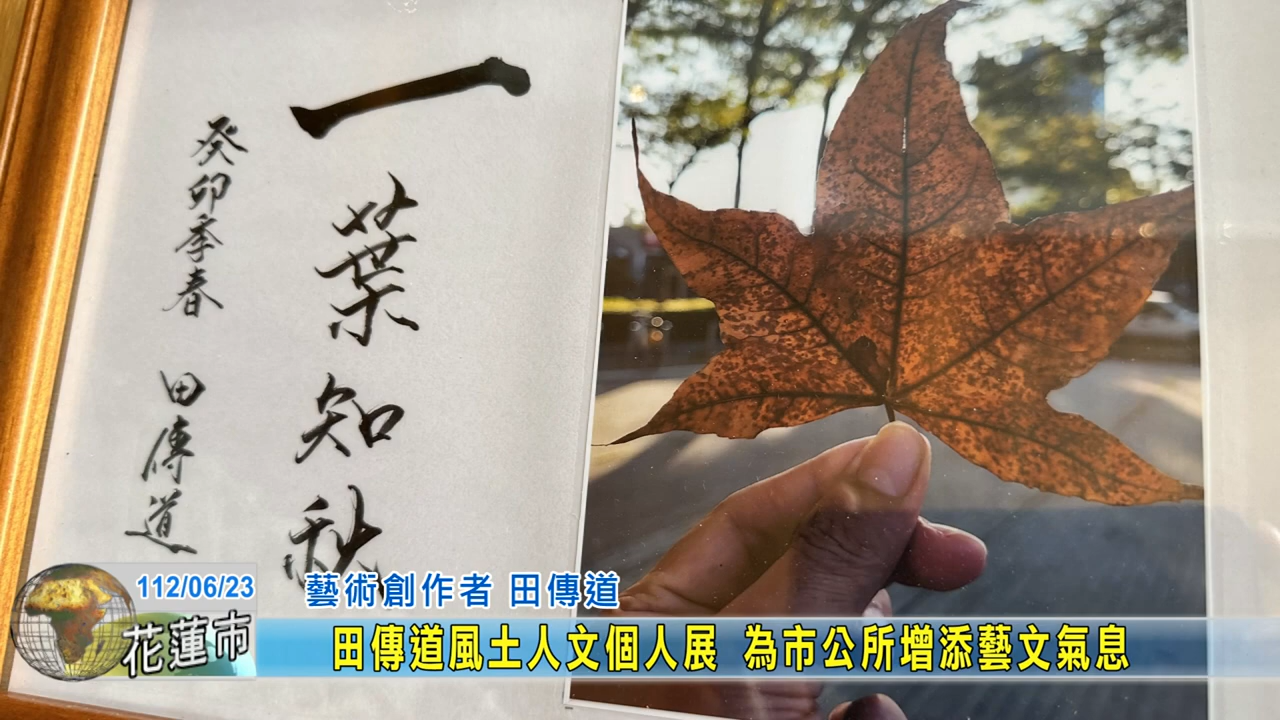 一葉知秋
癸卯季春 田傳道
112/06/23
花蓮市
藝術創作者 田傳道
田傳道風土人文個人展 為市公所增添藝文氣息